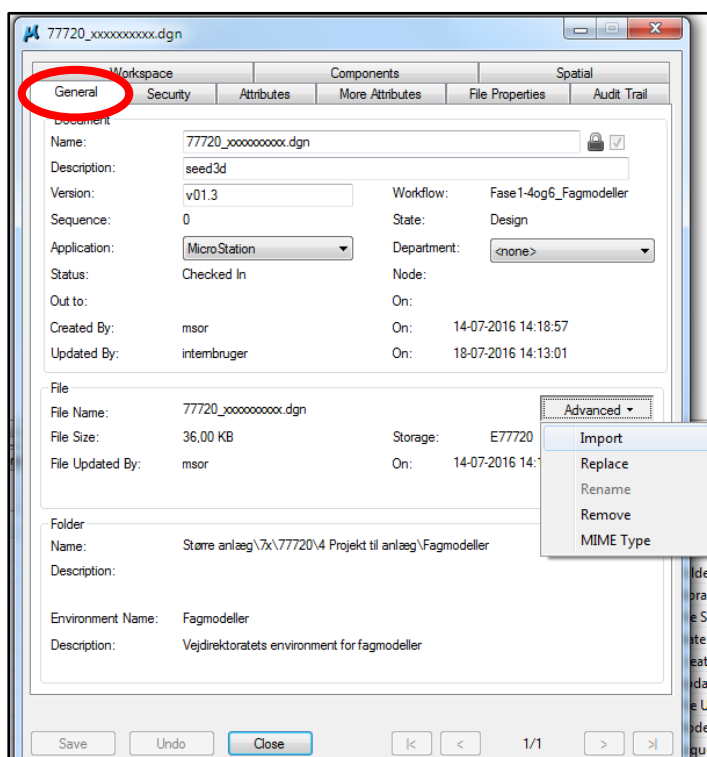 77720_xxxxxxxxxx.dgn
Workspace Components Spatial
General Security Attributes More Attributes File Properties Audit Trail
Document
Name: 77720_xxxxxxxxxx.dgn
Description: seed3d
Version: v01.3 Workflow: Fase1-4og6_Fagmodeller
Sequence: 0 State: Design
Application: MicroStation Department: <none>
Status: Checked In Node:
Out to: On:
Created By: msor On: 14-07-2016 14:18:57
Updated By: internbruger On: 18-07-2016 14:13:01
File
File Name: 77720_xxxxxxxxxx.dgn Advanced
File Size: 36,00 KB Storage: E77720 Import
File Updated By: msor On: 14-07-2016 14: Replace
Rename
Remove
MIME Type
Folder
Name: Større anlæg\7x\77720\4 Projekt til anlæg\Fagmodeller
Description:
Environment Name: Fagmodeller
Description: Vejdirektoratets environment for fagmodeller
Save Undo Close |< < 1/1 > >|